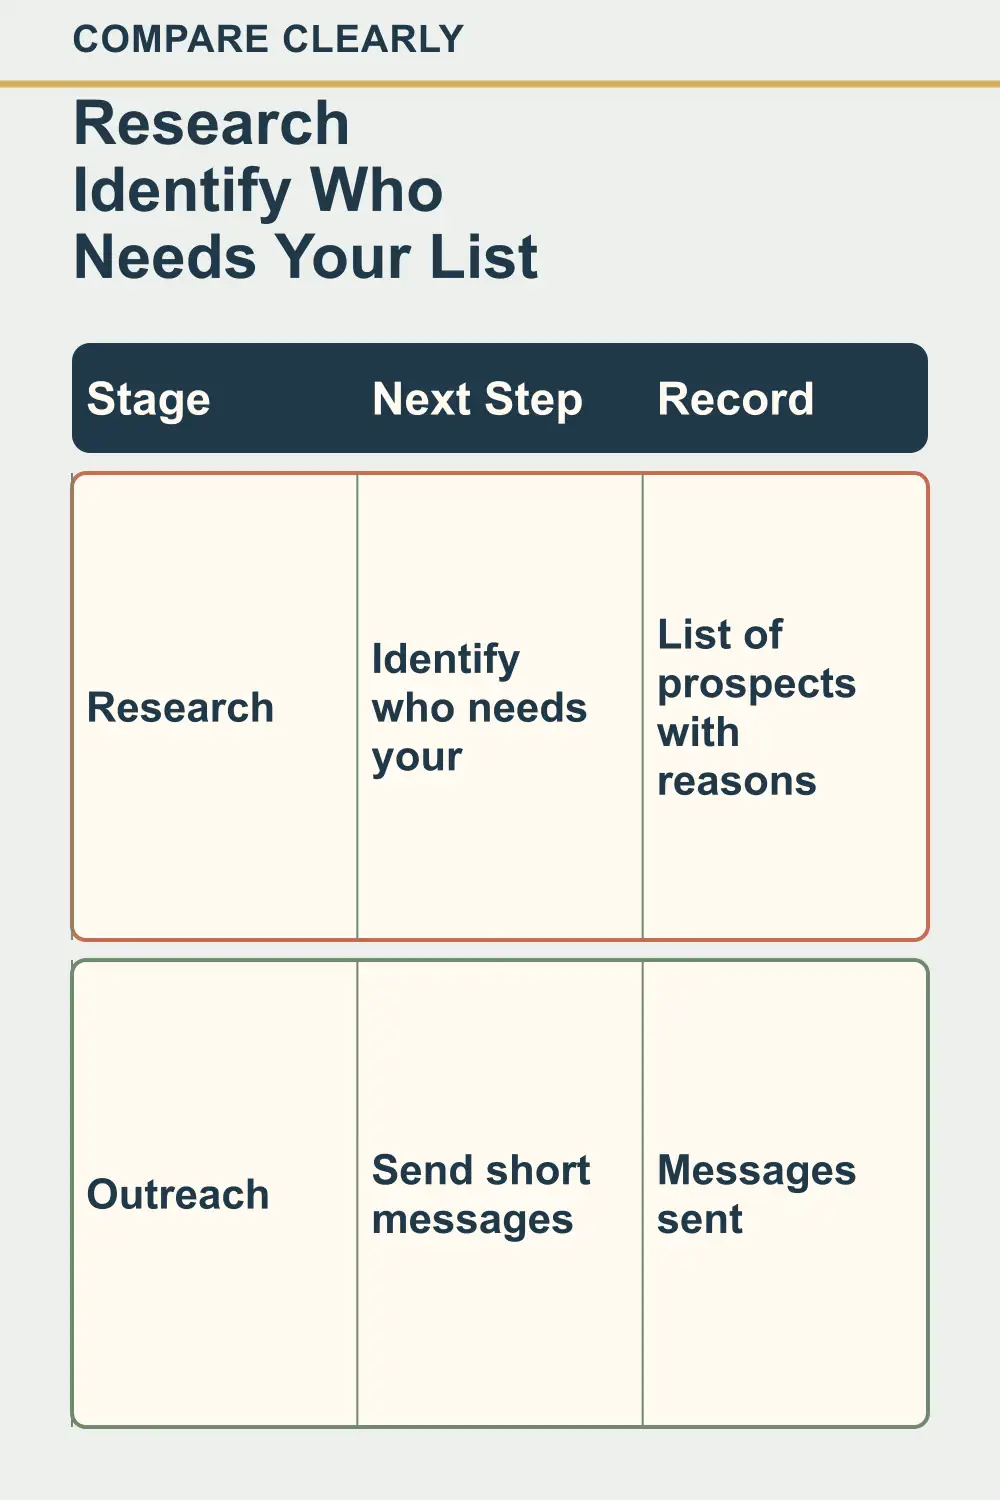 COMPARE CLEARLY
Research
Identify Who
Needs Your List
Stage Next Step Record
Research
Identify
who needs
your
List of
prospects
with
reasons
Outreach
Send short
messages
Messages
sent